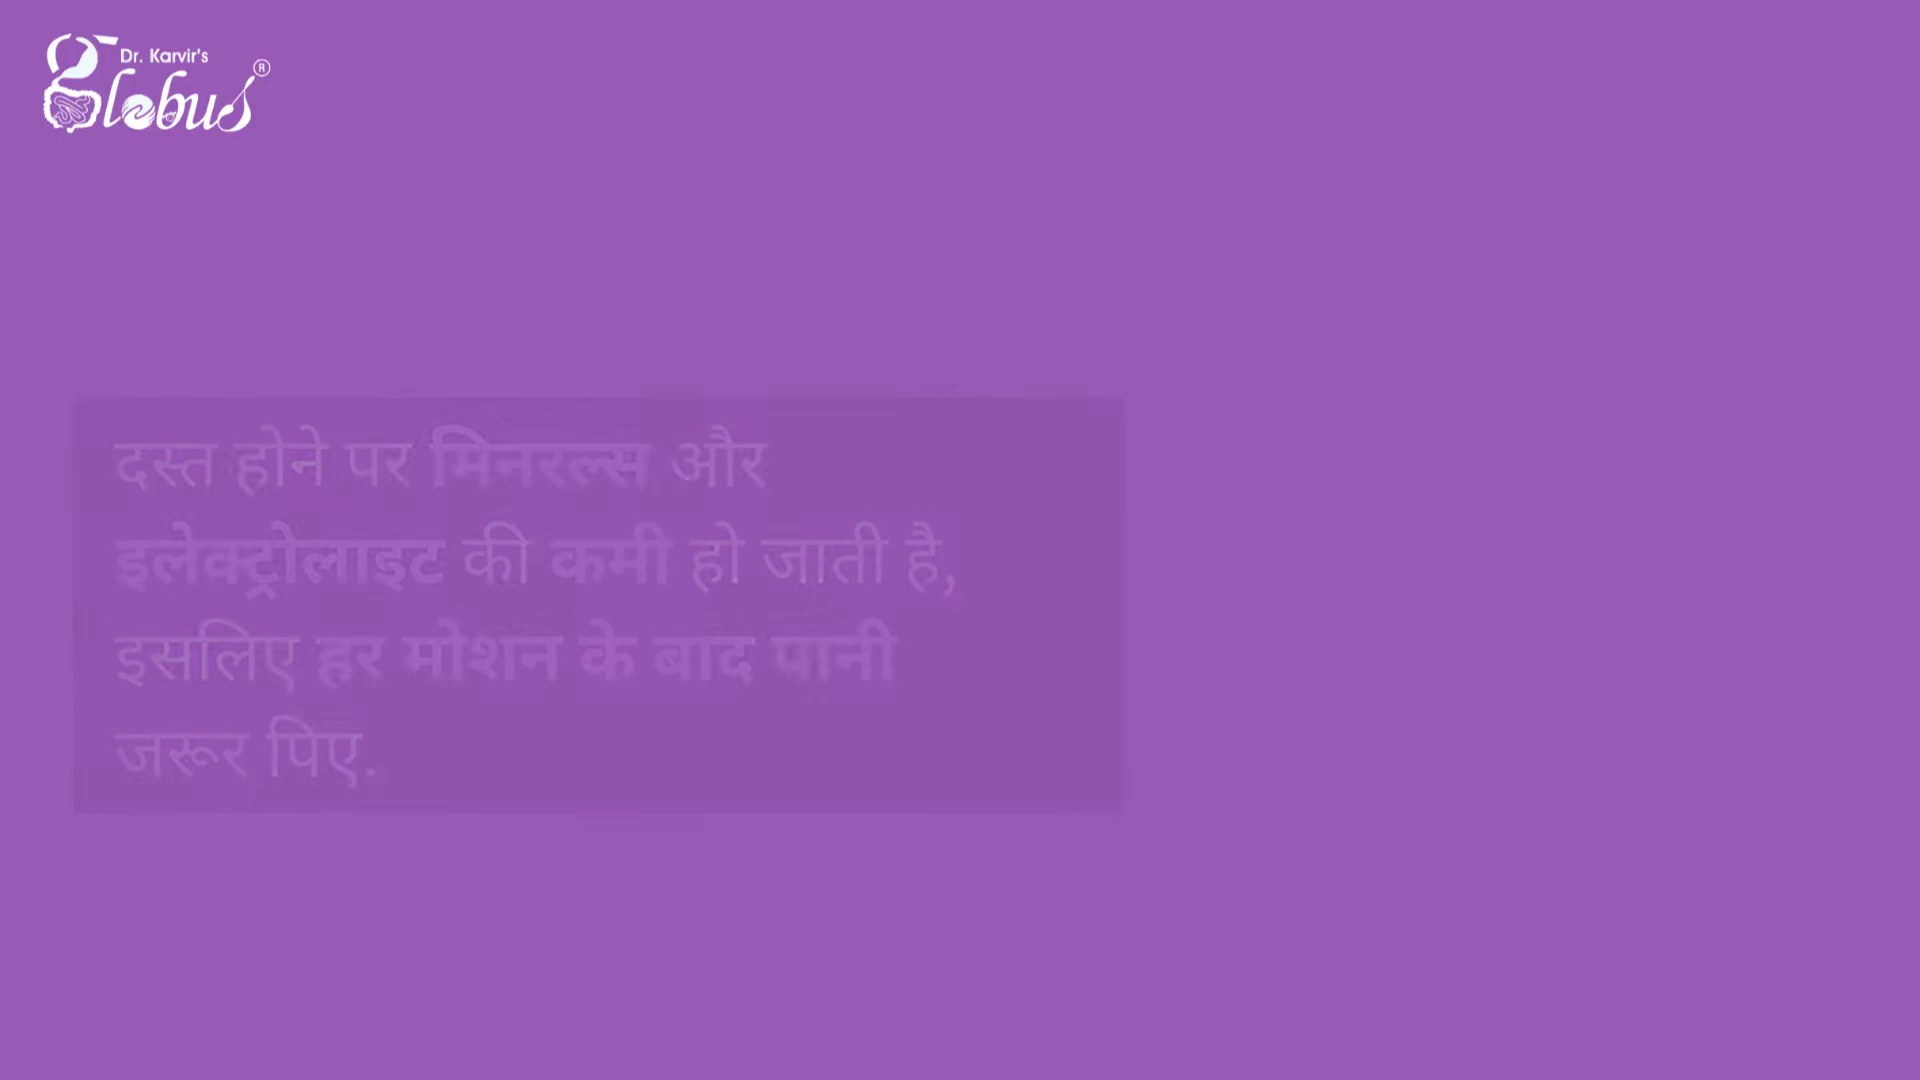 Dr. Karvir's
globus
®
दस्त होने पर मिनरल्स और
इलेक्ट्रोलाइट की कमी हो जाती है,
इसलिए हर मोशन के बाद पानी
जरूर पिए.